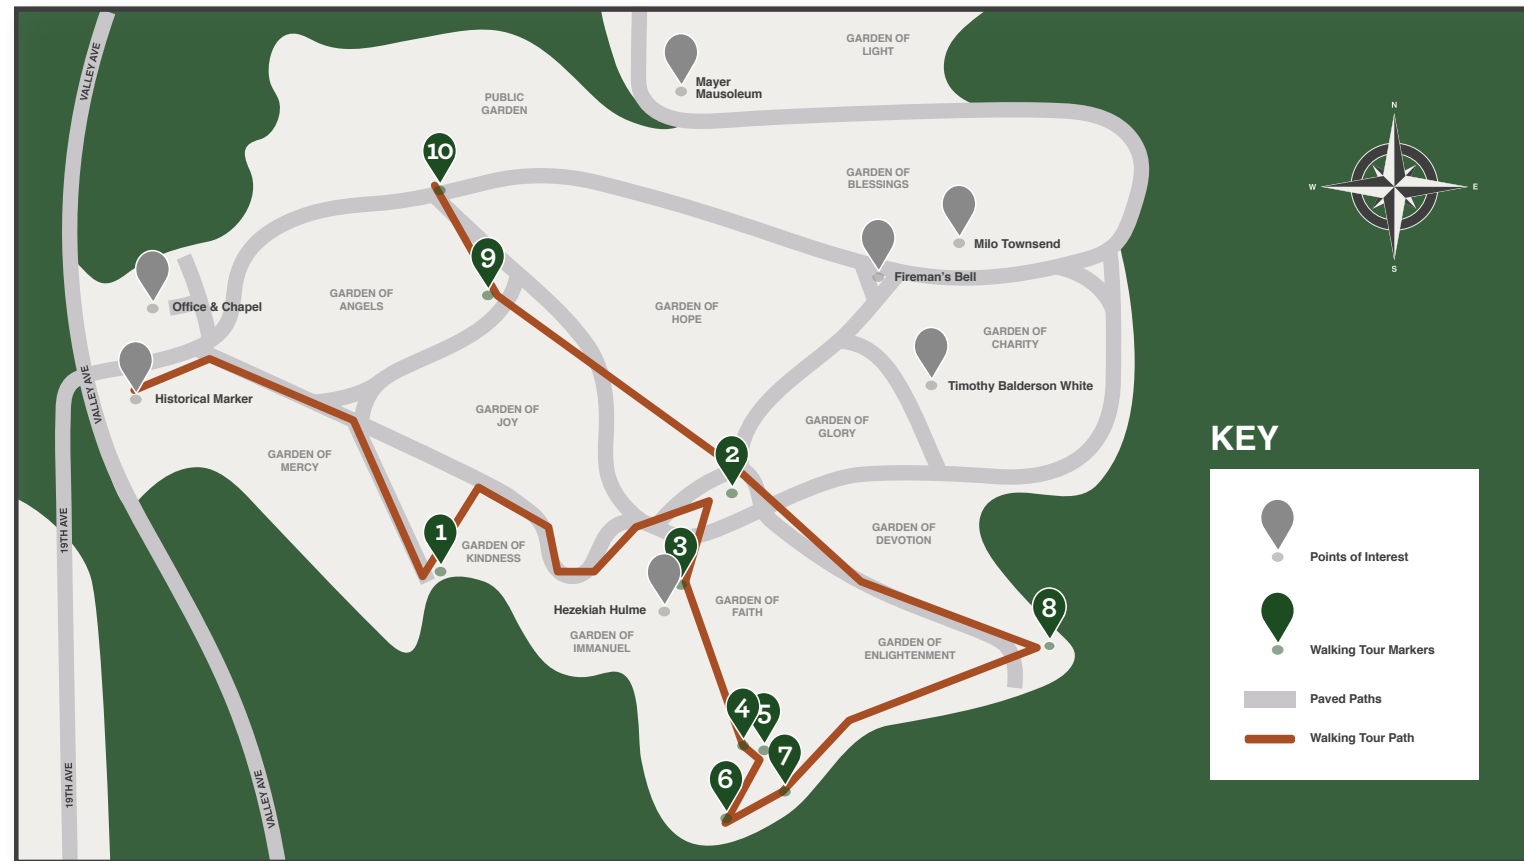 GARDEN OF
LIGHT
Mayer
Mausoleum
VALLEY AVE
PUBLIC
GARDEN
N
W
E
S
10
GARDEN OF
BLESSINGS
Milo Townsend
Fireman's Bell
9
Office & Chapel
GARDEN OF
ANGELS
GARDEN OF
HOPE
GARDEN OF
CHARITY
Timothy Balderson White
VALLEY AVE
Historical Marker
GARDEN OF
JOY
GARDEN OF
GLORY
GARDEN OF
MERCY
2
19TH AVE
1
GARDEN OF
KINDNESS
3
GARDEN OF
DEVOTION
Hezekiah Hulme
GARDEN OF
FAITH
8
GARDEN OF
IMMANUEL
GARDEN OF
ENLIGHTENMENT
4
5
7
6
19TH AVE
VALLEY AVE
KEY
Points of Interest
Walking Tour Markers
Paved Paths
Walking Tour Path